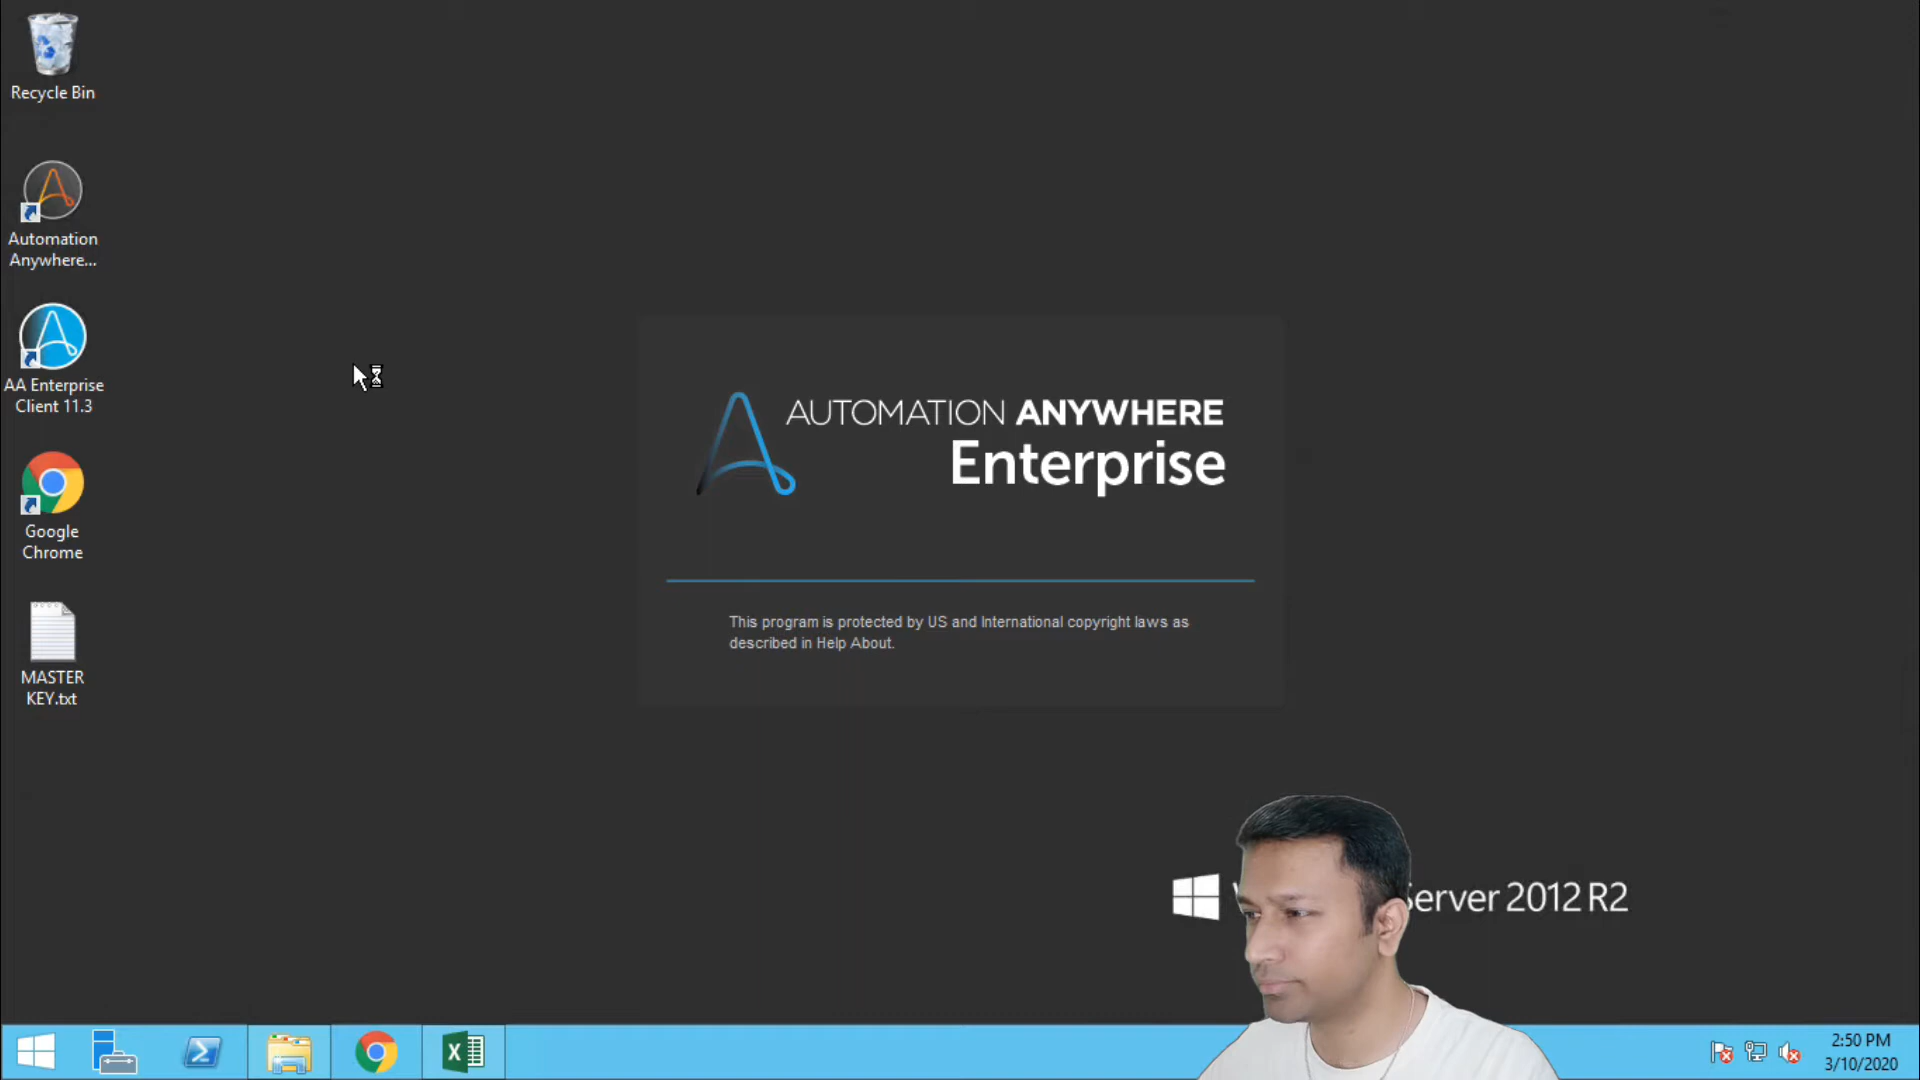 Recycle Bin
Automation
Anywhere...
AA Enterprise
Client 11.3
Google
Chrome
MASTER
KEY.txt
AUTOMATION ANYWHERE
Enterprise
This program is protected by US and International copyright laws as
described in Help About.
Server 2012 R2
2:50 PM
3/10/2020